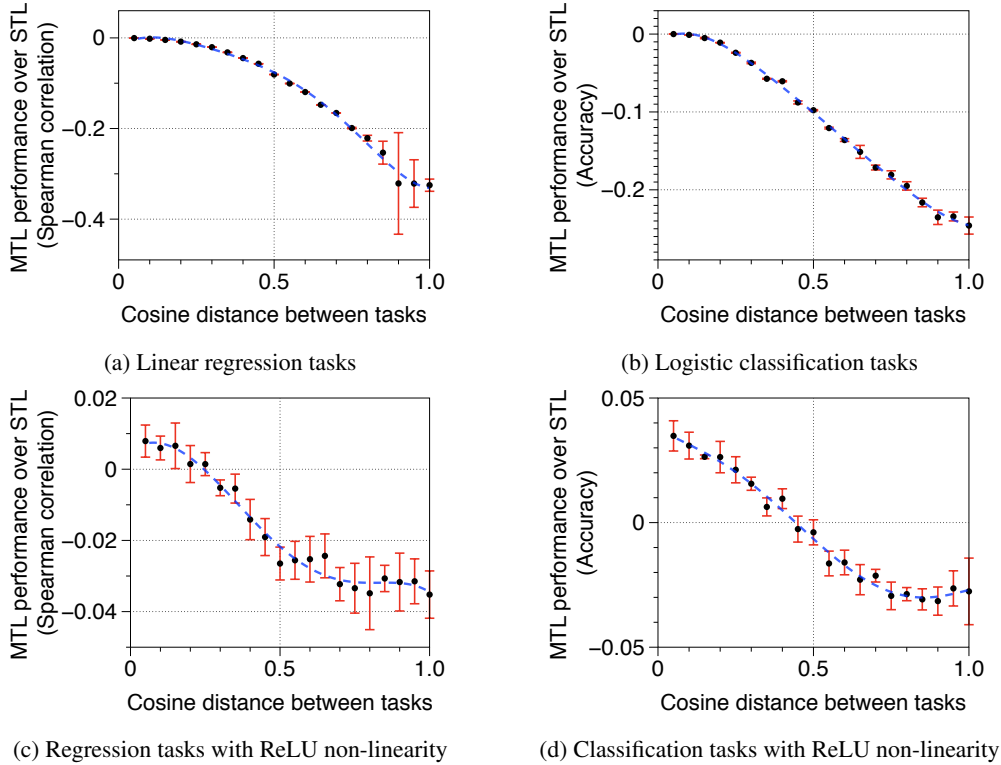 MTL performance over STL
(Spearman correlation)
0
−0.2
−0.4
0
0.5
1.0
Cosine distance between tasks
(a) Linear regression tasks
MTL performance over STL
(Accuracy)
0
−0.1
−0.2
0
0.5
1.0
Cosine distance between tasks
(b) Logistic classification tasks
MTL performance over STL
(Spearman correlation)
0.02
0
−0.02
−0.04
0
0.5
1.0
Cosine distance between tasks
(c) Regression tasks with ReLU non-linearity
MTL performance over STL
(Accuracy)
0.05
0
−0.05
0
0.5
1.0
Cosine distance between tasks
(d) Classification tasks with ReLU non-linearity